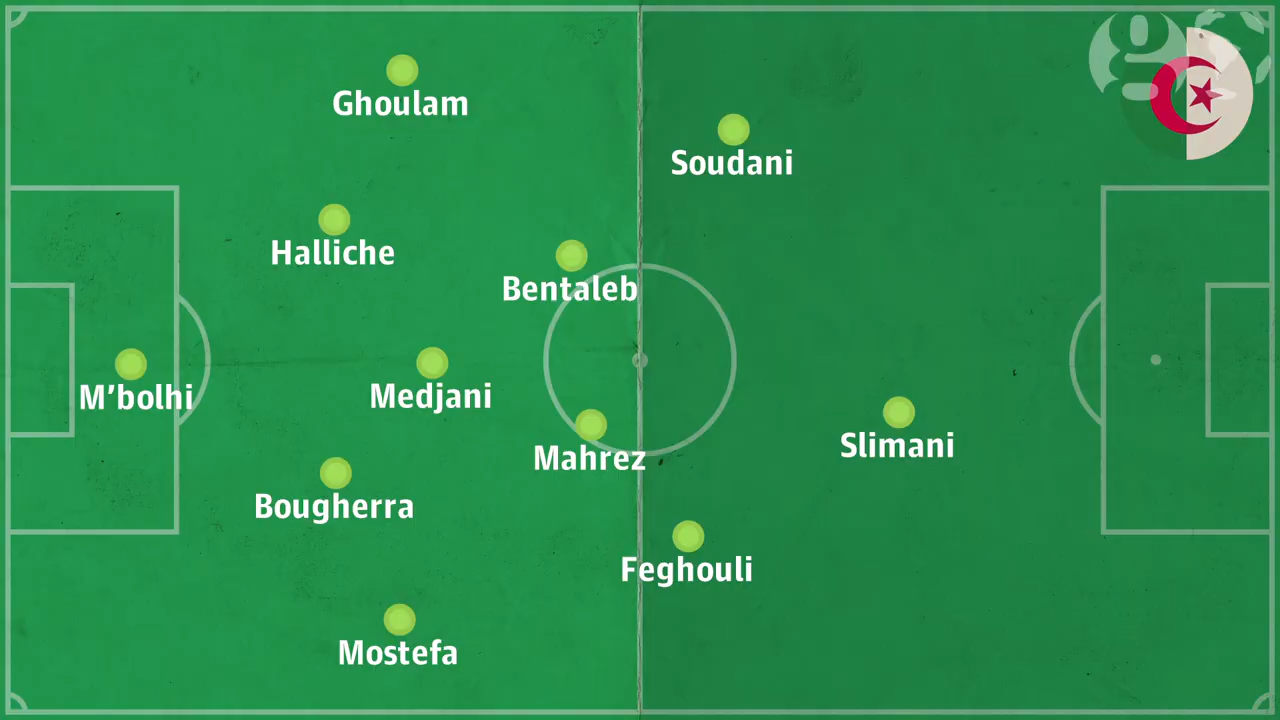 Ghoulam
Soudani
Halliche
Bentaleb
M’bolhi
Medjani
Mahrez
Slimani
Bougherra
Feghouli
Mostefa